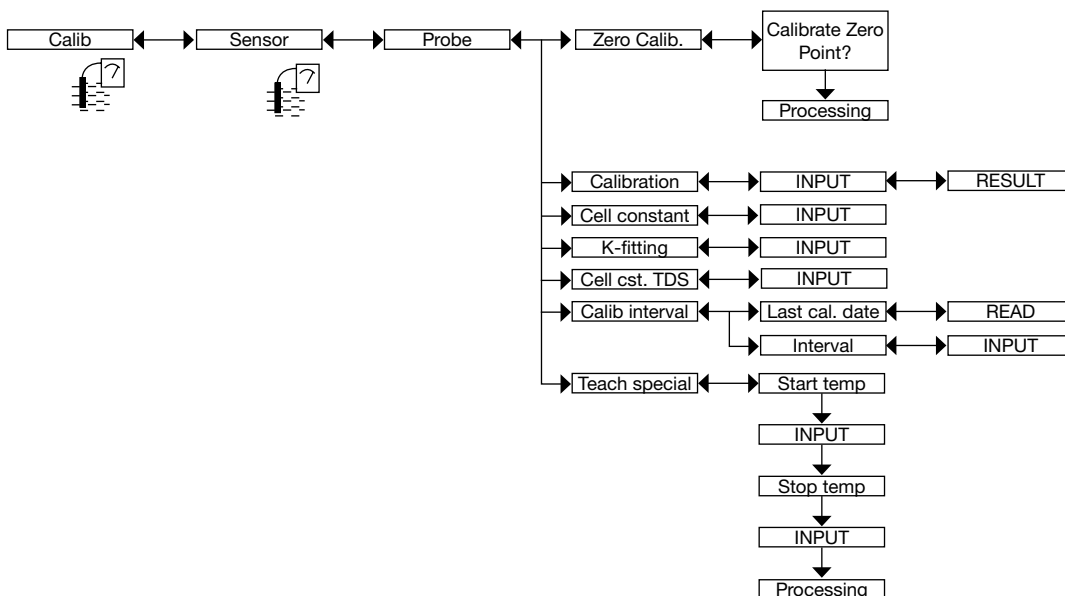 Calib
Sensor
Probe
Zero Calib.
Calibrate Zero
Point?
Processing
Calibration
INPUT
RESULT
Cell constant
INPUT
K-fitting
INPUT
Cell cst. TDS
INPUT
Calib interval
Last cal. date
READ
Interval
INPUT
Teach special
Start temp
INPUT
Stop temp
INPUT
Processing